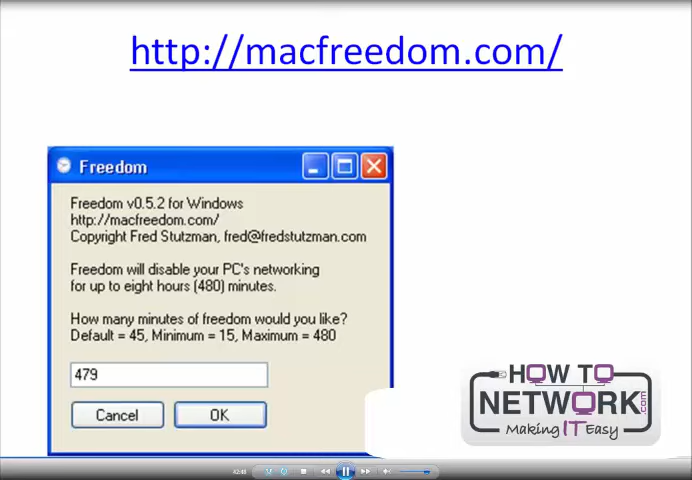 http://macfreedom.com/
Freedom
Freedom v0.5.2 for Windows
http://macfreedom.com/
Copyright Fred Stutzman, fred@fredstutzman.com
Freedom will disable your PC's networking
for up to eight hours (480) minutes.
How many minutes of freedom would you like?
Default = 45, Minimum = 15, Maximum = 480
479
Cancel OK
HOW TO
NETWORK.com
Making IT Easy